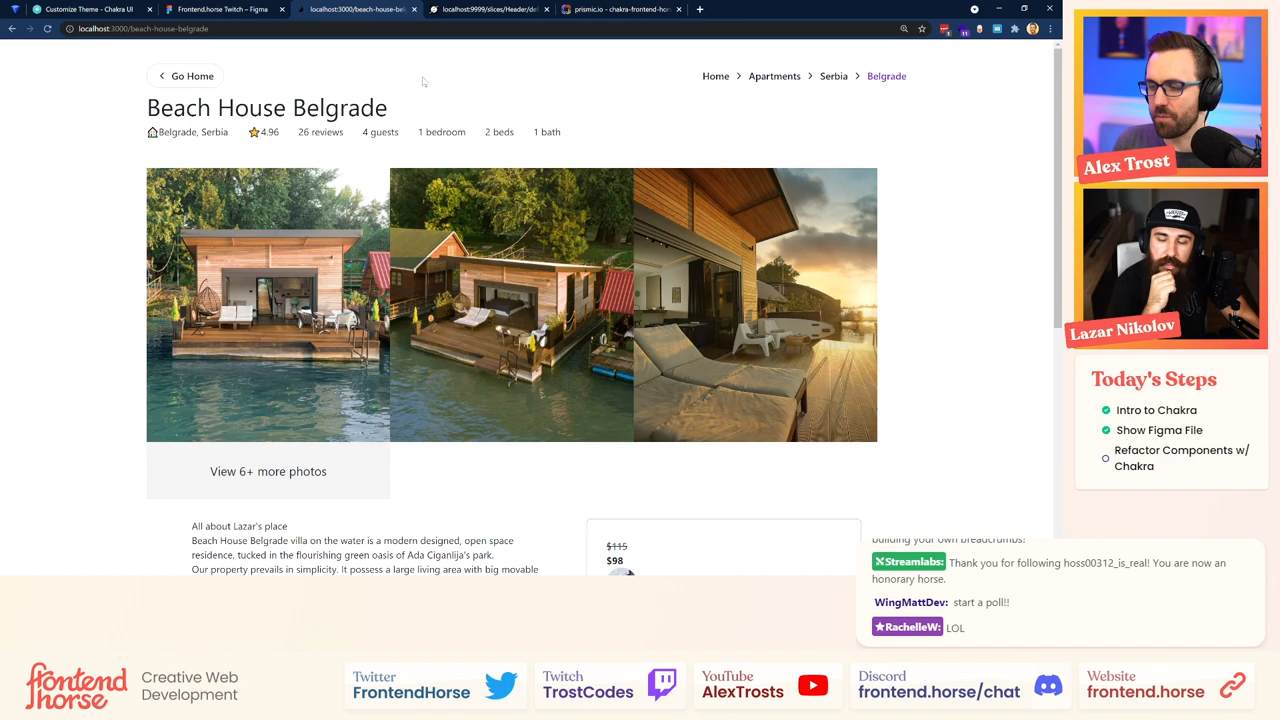 Customize Theme - Chakra UI
Frontend.horse Twitch – Figma
localhost:3000/beach-house-bel
localhost:9999/slices/Header/de
prismic.io - chakra-frontend-hor
localhost:3000/beach-house-belgrade
Go Home
Home > Apartments > Serbia > Belgrade
Beach House Belgrade
Belgrade, Serbia 4.96 26 reviews 4 guests 1 bedroom 2 beds 1 bath
View 6+ more photos
All about Lazar's place
Beach House Belgrade villa on the water is a modern designed, open space
residence, tucked in the flourishing green oasis of Ada Ciganlija's park.
Our property prevails in simplicity. It possess a large living area with big movable
$115
$98
Alex Trost
Lazar Nikolov
Today's Steps
Intro to Chakra
Show Figma File
Refactor Components w/
Chakra
building your own breadcrumbs!
Streamlabs: Thank you for following hoss00312_is_real! You are now an
honorary horse.
WingMattDev: start a poll!!
RachelleW: LOL
frontend
horse
Creative Web
Development
Twitter
FrontendHorse
Twitch
TrostCodes
YouTube
AlexTrosts
Discord
frontend.horse/chat
Website
frontend.horse